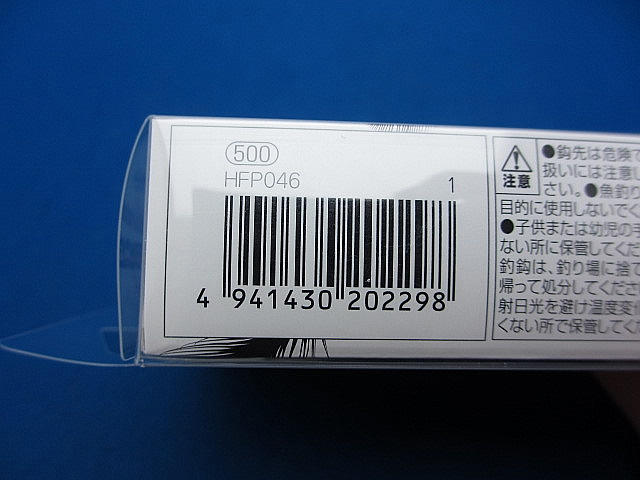 500
HFP046
1
4 941430 202298
注意
●鈎先は危険で
扱いには注意し
さい。●魚釣り
目的に使用しないでく
●子供または幼児の手
ない所に保管してくだ
釣鈎は、釣り場に捨て
帰って処分してください
射日光を避け温度変化
くない所で保管してく